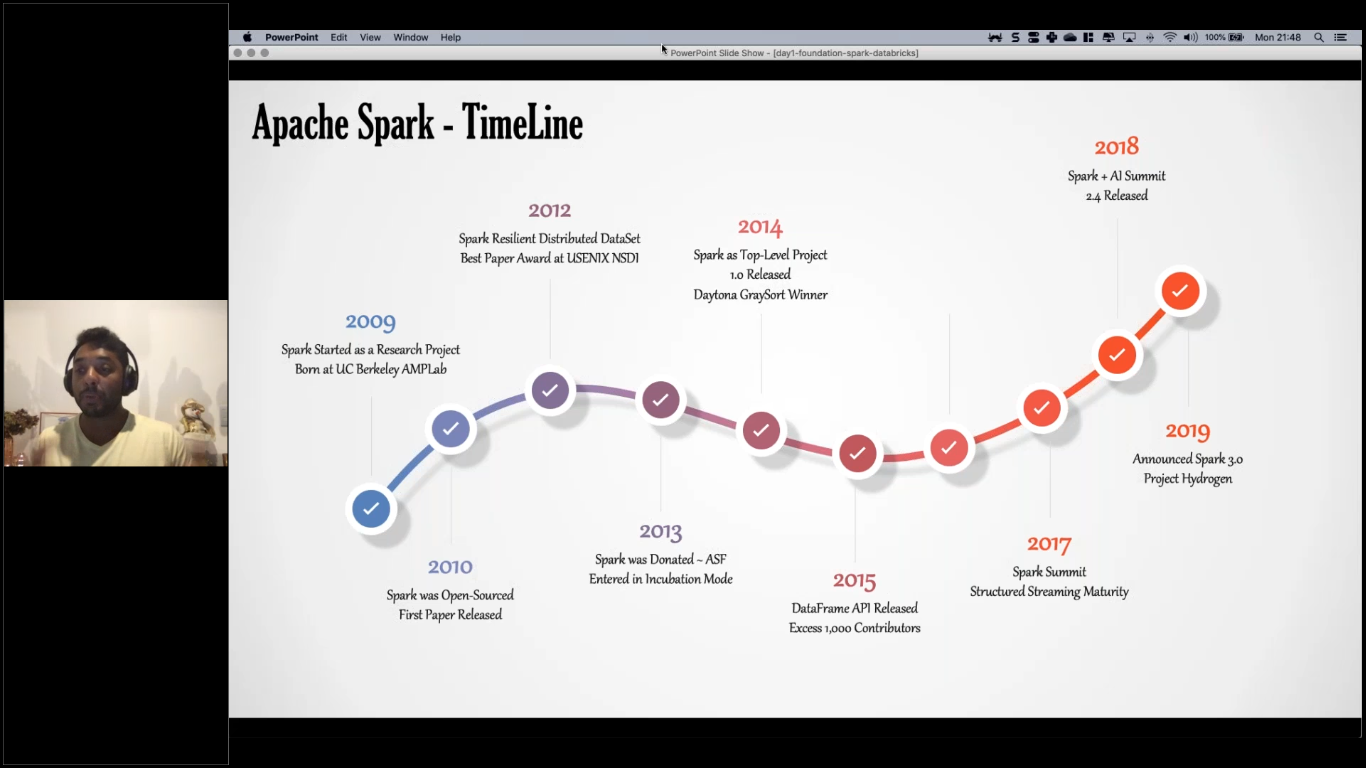 PowerPoint Edit View Window Help 100% Mon 21:48
PowerPoint Slide Show - [day1-foundation-spark-databricks]
Apache Spark - TimeLine
2018
Spark + AI Summit
2.4 Released
2012
Spark Resilient Distributed DataSet
Best Paper Award at USENIX NSDI
2014
Spark as Top-Level Project
1.0 Released
Daytona GraySort Winner
2009
Spark Started as a Research Project
Born at UC Berkeley AMPLab
2019
Announced Spark 3.0
Project Hydrogen
2013
Spark was Donated ~ ASF
Entered in Incubation Mode
2017
Spark Summit
Structured Streaming Maturity
2010
Spark was Open-Sourced
First Paper Released
2015
DataFrame API Released
Excess 1,000 Contributors